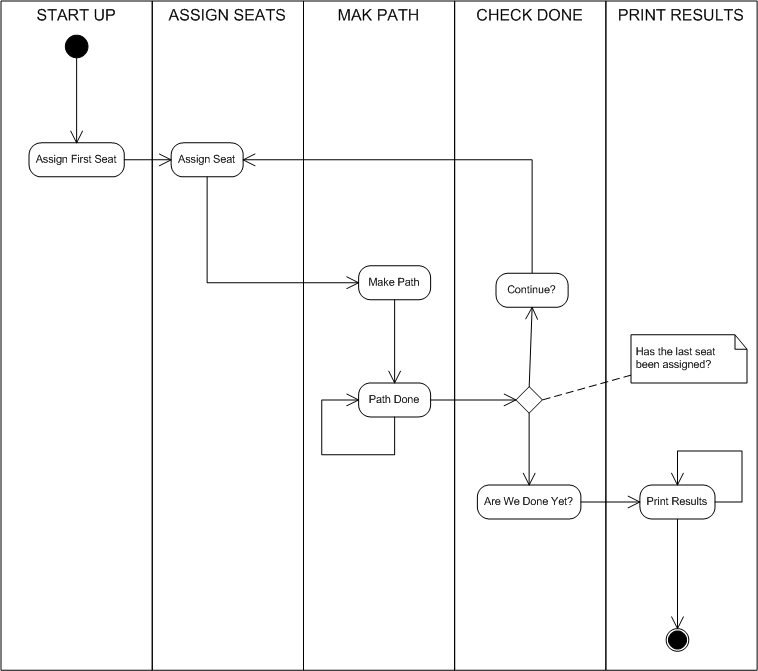 START UP
ASSIGN SEATS
MAK PATH
CHECK DONE
PRINT RESULTS
Assign First Seat
Assign Seat
Make Path
Continue?
Has the last seat
been assigned?
Path Done
Are We Done Yet?
Print Results